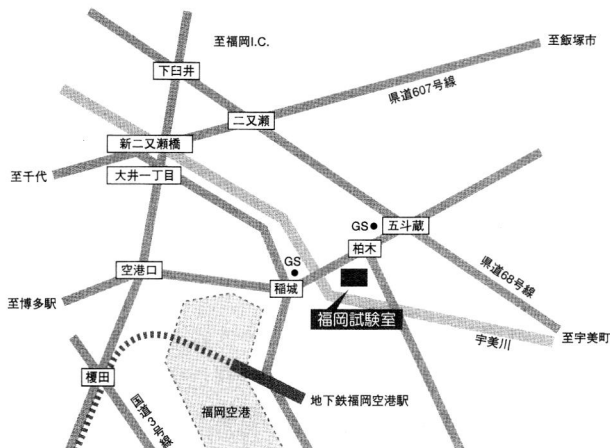 至福岡I.C.
至飯塚市
下臼井
県道607号線
二又瀬
新二又瀬橋
至千代
大井一丁目
GS
五斗蔵
柏木
GS
空港口
稲城
県道68号線
至博多駅
福岡試験室
宇美川
至宇美町
榎田
国道3号線
福岡空港
地下鉄福岡空港駅